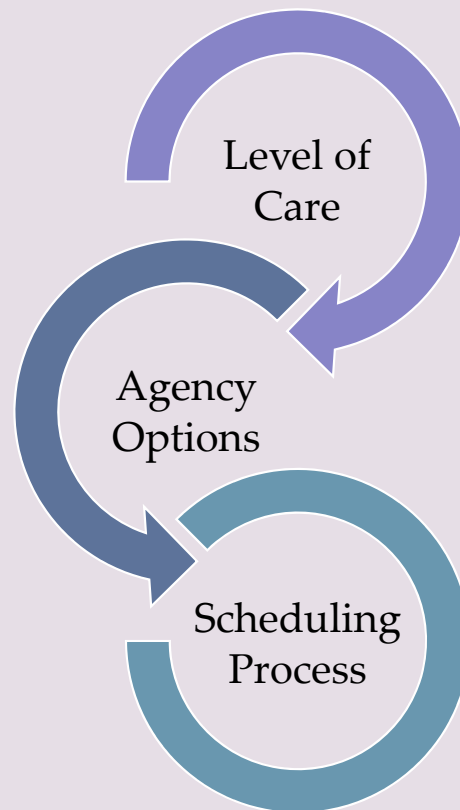 Level of
Care
Agency
Options
Scheduling
Process